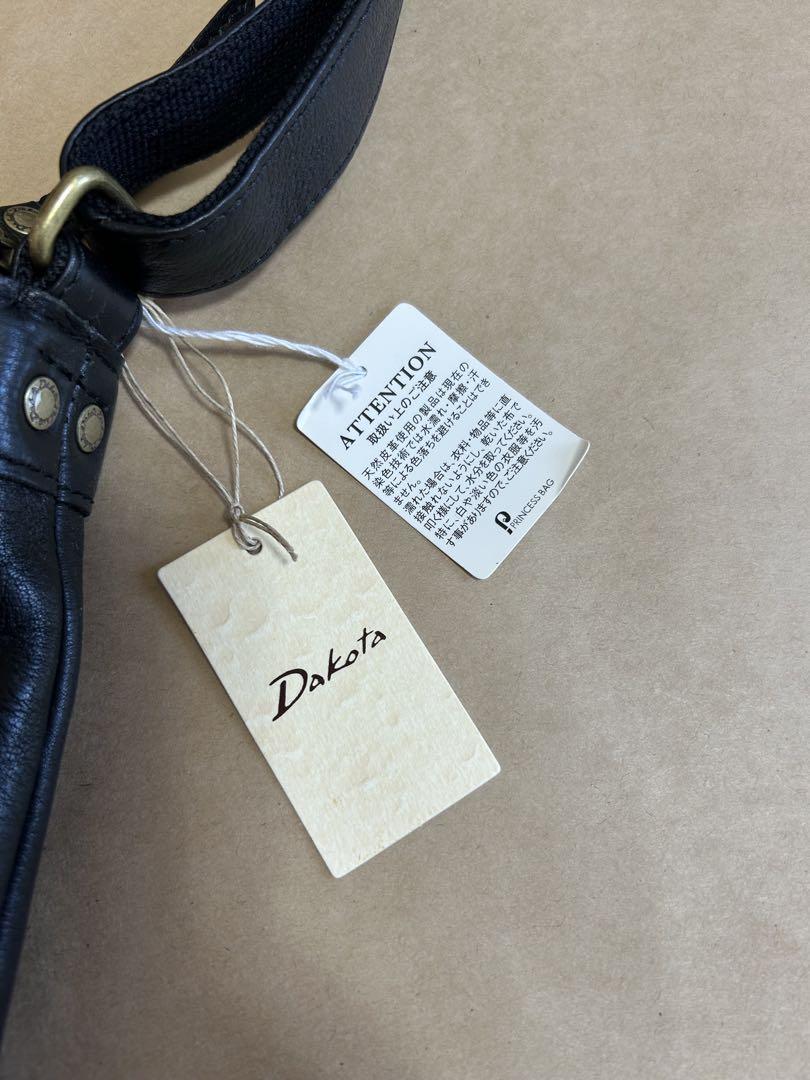 ATTENTION
取扱い上のご注意
天然皮革使用の製品は現在の
染色技術では水濡れ・摩擦・汗
等による色落ちを避けることはでき
ません。
濡れた場合は、衣料・物品等に直
接触れないようにし、乾いた布で
叩く様にして、水分を取ってください。
特に、白や淡い色の衣服等を汚
す事がありますので、ご注意ください。
PRINCESS BAG
Dakota